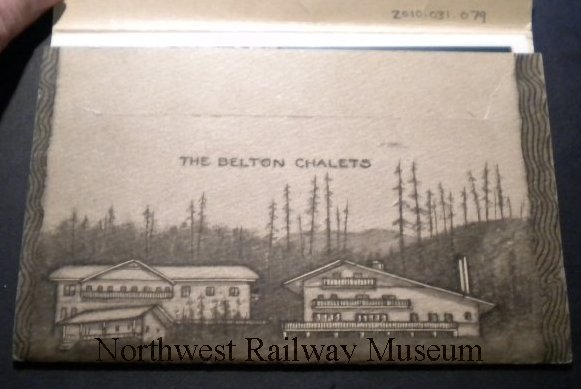 2010.031.079
THE BELTON CHALETS
Northwest Railway Museum